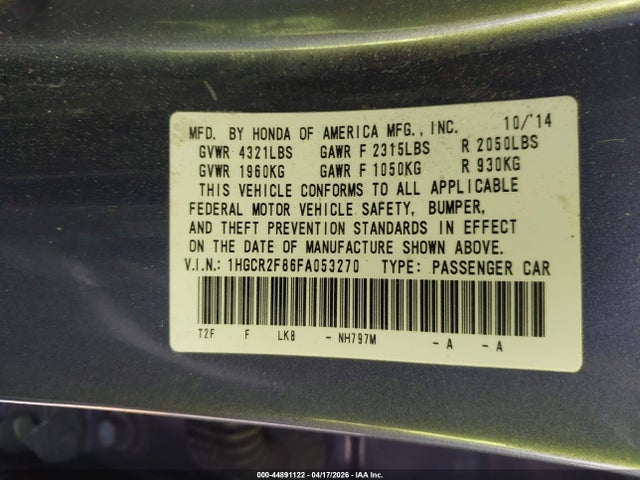 MFD. BY HONDA OF AMERICA MFG., INC. 10/'14
GVWR 4321LBS GAWR F 2315LBS R 2050LBS
GVWR 1960KG GAWR F 1050KG R 930KG
THIS VEHICLE CONFORMS TO ALL APPLICABLE
FEDERAL MOTOR VEHICLE SAFETY, BUMPER,
AND THEFT PREVENTION STANDARDS IN EFFECT
ON THE DATE OF MANUFACTURE SHOWN ABOVE.
V.I.N.: 1HGCR2F86FA053270 TYPE: PASSENGER CAR
T2F F LK8 - NH797M - A - A
000-44891122 - 04/17/2026 - IAA Inc.